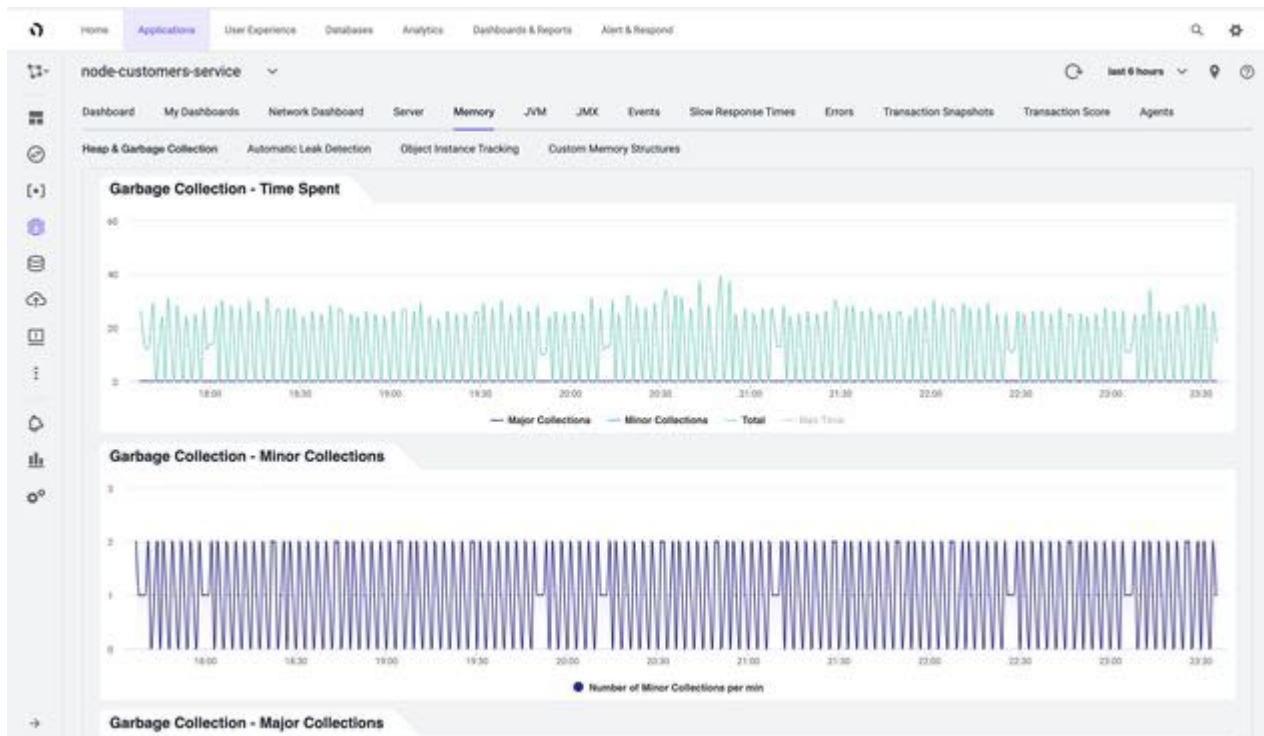 Home Applications User Experience Databases Analytics Dashboards & Reports Alert & Respond
node-customers-service last 6 hours
Dashboard My Dashboards Network Dashboard Server Memory JVM JMX Events Slow Response Times Errors Transaction Snapshots Transaction Score Agents
Heap & Garbage Collection Automatic Leak Detection Object Instance Tracking Custom Memory Structures
Garbage Collection - Time Spent
60
40
20
0
18:00 18:30 19:00 19:30 20:00 20:30 21:00 21:30 22:00 22:30 23:00 23:30
Major Collections Minor Collections Total Max Time
Garbage Collection - Minor Collections
3
2
1
0
18:00 18:30 19:00 19:30 20:00 20:30 21:00 21:30 22:00 22:30 23:00 23:30
Number of Minor Collections per min
Garbage Collection - Major Collections